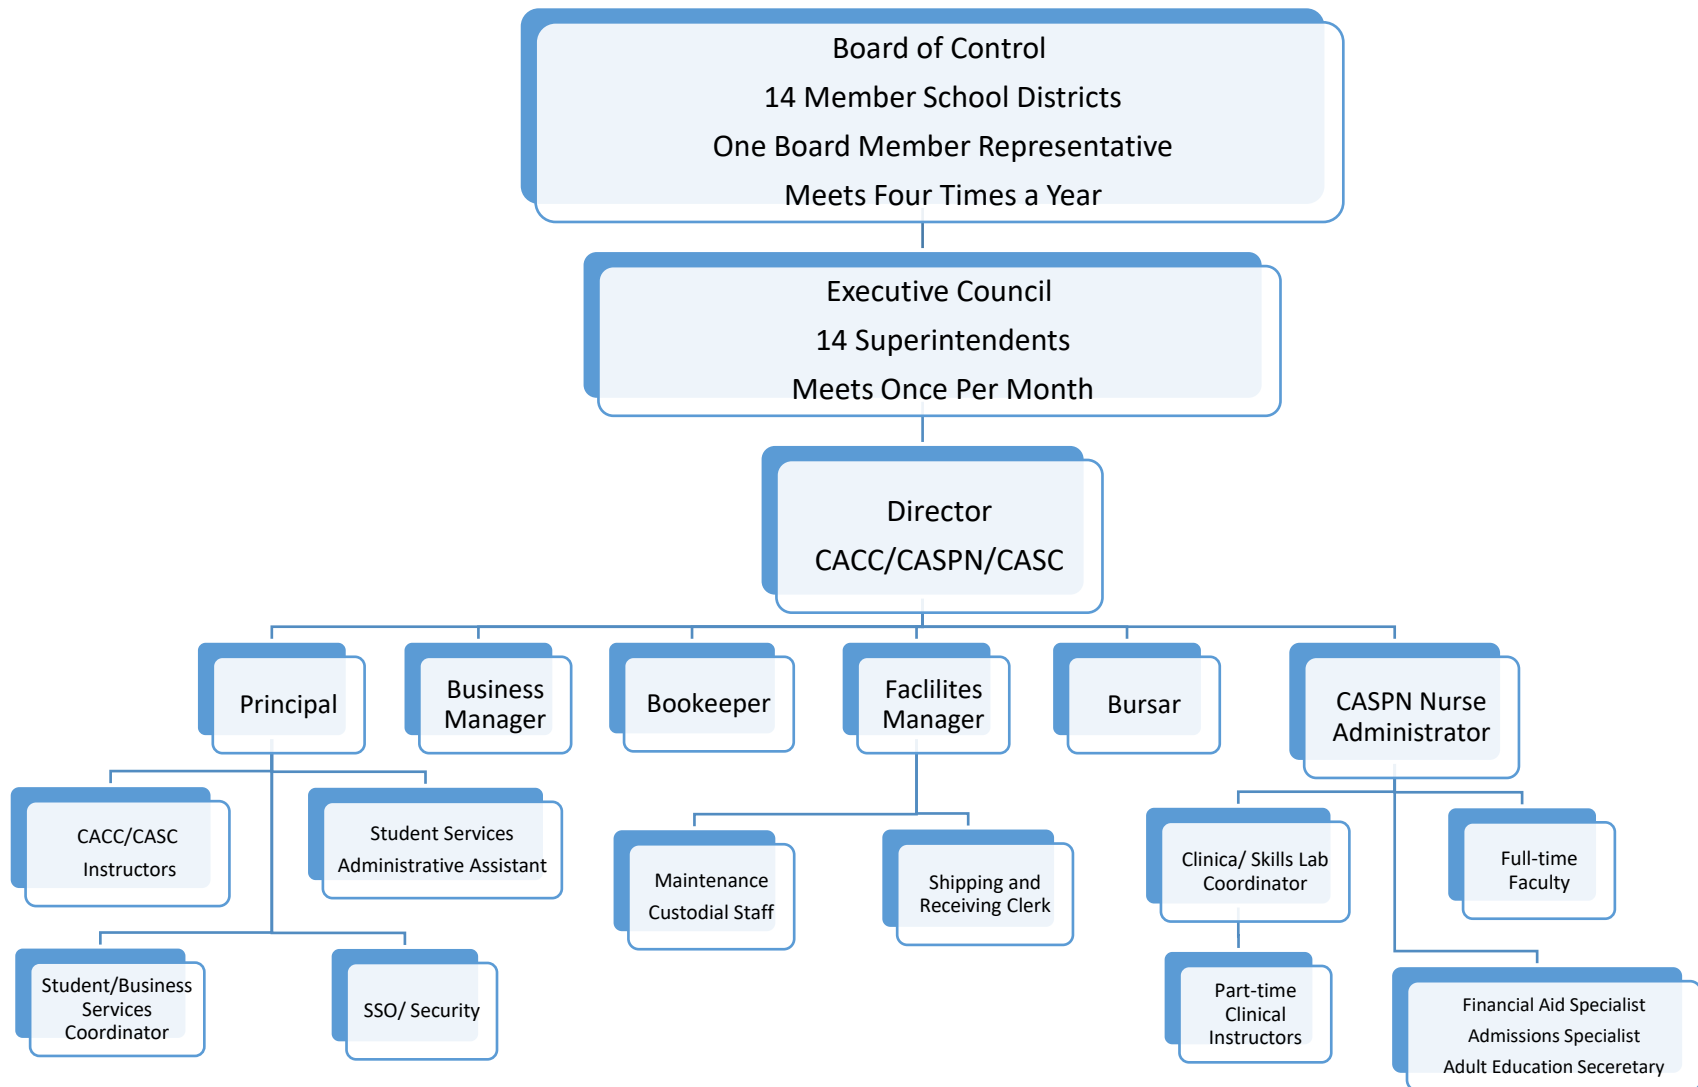 Board of Control
14 Member School Districts
One Board Member Representative
Meets Four Times a Year
Executive Council
14 Superintendents
Meets Once Per Month
Director
CACC/CASPN/CASC
Principal
Business
Manager
Bookeeper
Faclilites
Manager
Bursar
CASPN Nurse
Administrator
CACC/CASC
Instructors
Student Services
Administrative Assistant
Maintenance
Custodial Staff
Shipping and
Receiving Clerk
Clinica/ Skills Lab
Coordinator
Full-time
Faculty
Student/Business
Services
Coordinator
SSO/ Security
Part-time
Clinical
Instructors
Financial Aid Specialist
Admissions Specialist
Adult Education Seceretary